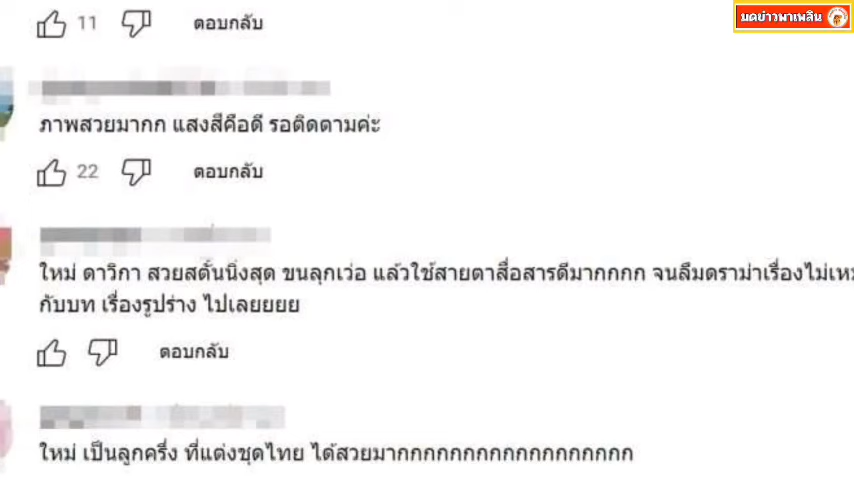 มดข่าวพาเพลิน
11 ตอบกลับ
ภาพสวยมากก แสงสีคือดี รอติดตามค่ะ
22 ตอบกลับ
ใหม่ ดาวิกา สวยสตั้นนิ่งสุด ขนลุกเว่อ แล้วใช้สายตาสื่อสารดีมากกกก จนลืมดราม่าเรื่องไม่เหม
กับบท เรื่องรูปร่าง ไปเลยยยย
ตอบกลับ
ใหม่ เป็นลูกครึ่ง ที่แต่งชุดไทย ได้สวยมากกกกกกกกกกกกกกกกกก